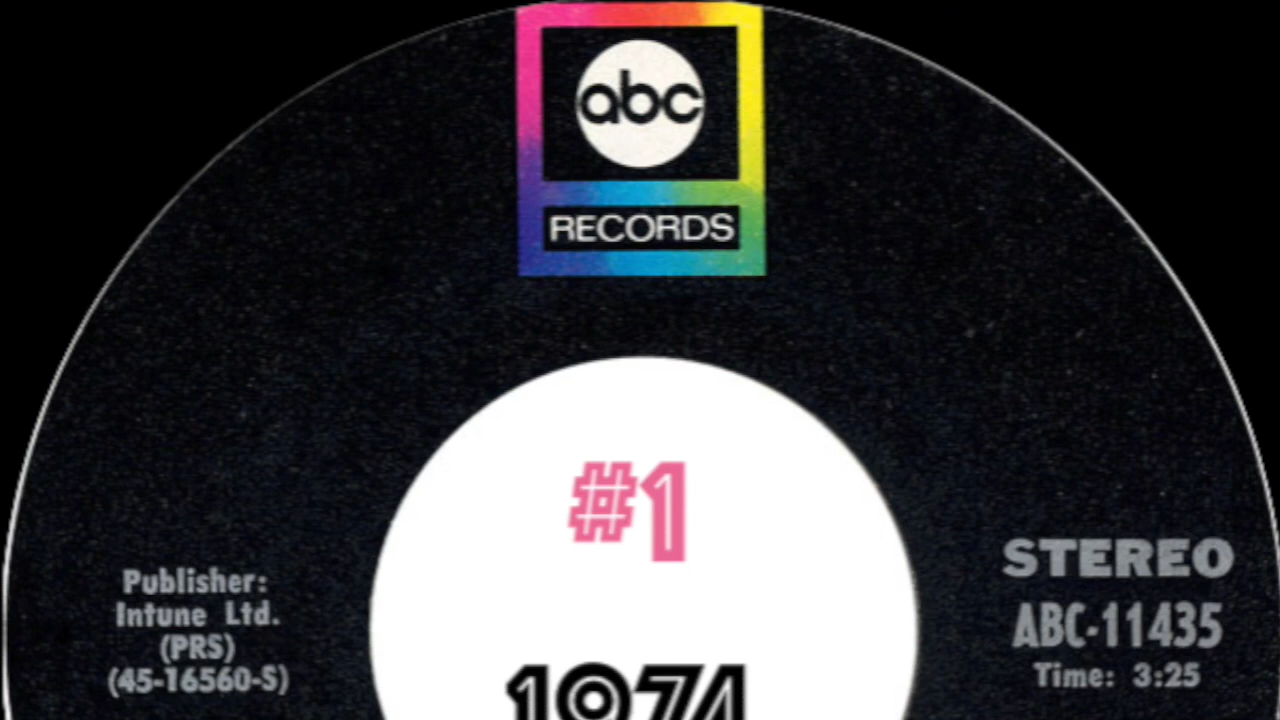 abc
RECORDS
#1
Publisher:
Intune Ltd.
(PRS)
(45-16560-S)
STEREO
ABC-11435
Time: 3:25
1974